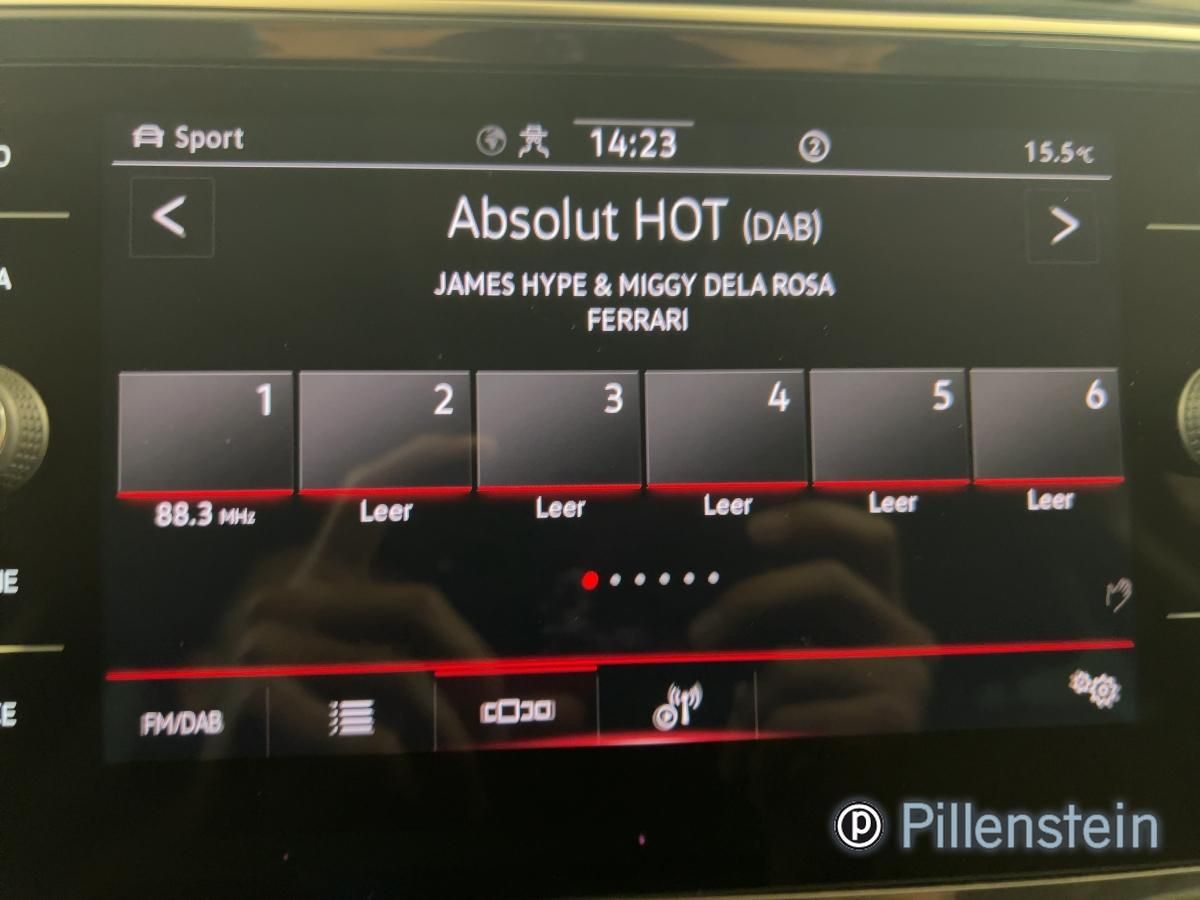 Sport 14:23 2 15.5°C
< Absolut HOT (DAB) >
JAMES HYPE & MIGGY DELA ROSA
FERRARI
1 2 3 4 5 6
88.3 MHz Leer Leer Leer Leer Leer
FM/DAB
P Pillenstein